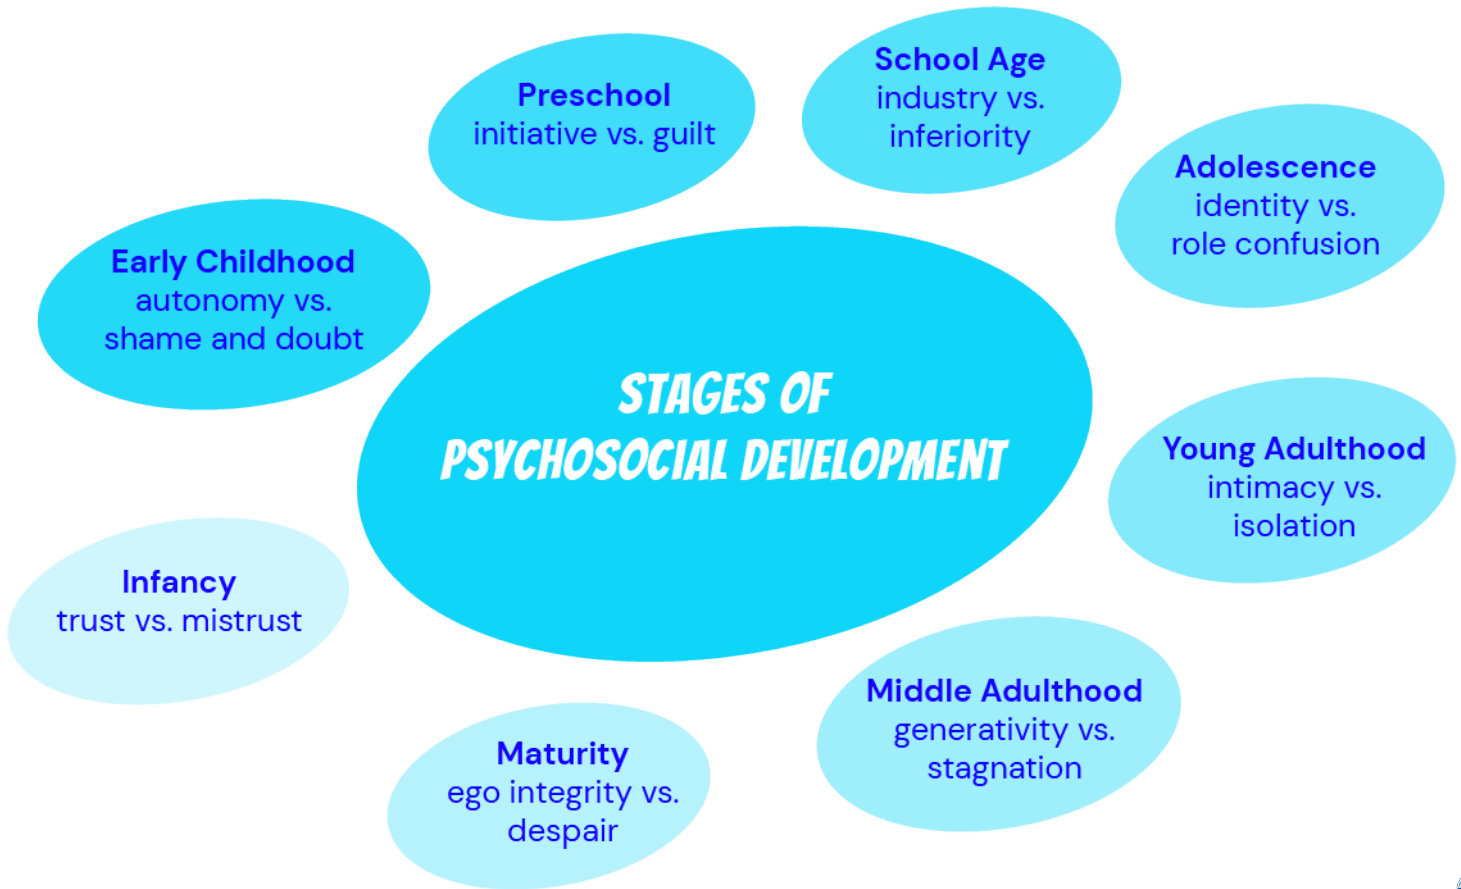 STAGES OF
PSYCHOSOCIAL DEVELOPMENT
Infancy
trust vs. mistrust
Early Childhood
autonomy vs.
shame and doubt
Preschool
initiative vs. guilt
School Age
industry vs.
inferiority
Adolescence
identity vs.
role confusion
Young Adulthood
intimacy vs.
isolation
Middle Adulthood
generativity vs.
stagnation
Maturity
ego integrity vs.
despair